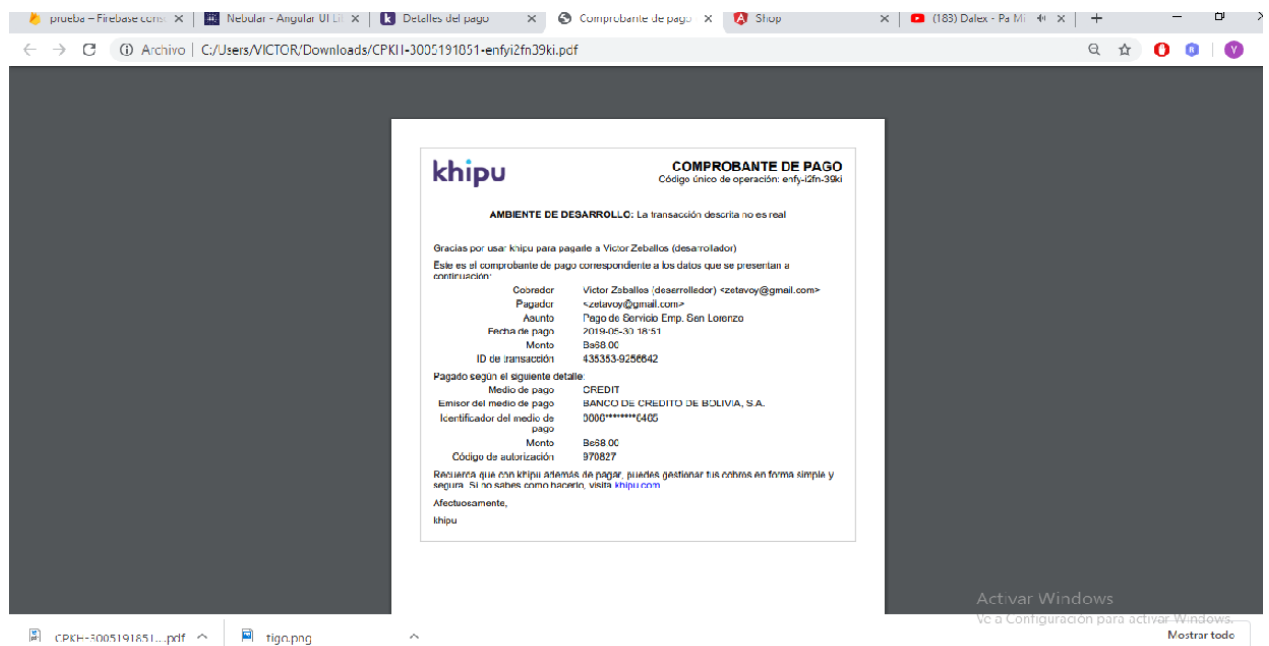 prueba – Firebase cons
Nebular - Angular UI Li
Detalles del pago
Comprobante de pago
Shop
(183) Dalex - Pa Mi
Archivo | C:/Users/VICTOR/Downloads/CPKH-3005191851-enfyi2fn39ki.pdf
khipu
COMPROBANTE DE PAGO
Código único de operación: enfy-i2fn-39ki
AMBIENTE DE DESARROLLO: La transacción descrita no es real
Gracias por usar khipu para pagarle a Victor Zeballos (desarrollador)
Este es el comprobante de pago correspondiente a los datos que se presentan a
continuación:
Cobrador Victor Zeballos (desarrollador) <zetavoy@gmail.com>
Pagador <zetavoy@gmail.com>
Asunto Pago de Servicio Emp. San Lorenzo
Fecha de pago 2019-05-30 18:51
Monto Bs68.00
ID de transacción 435353-9256642
Pagado según el siguiente detalle:
Medio de pago CREDIT
Emisor del medio de pago BANCO DE CREDITO DE BOLIVIA, S.A.
Identificador del medio de
pago
Monto Bs68.00
Código de autorización 970827
Recuerda que con khipu además de pagar, puedes gestionar tus cobros en forma simple y
segura. Si no sabes como hacerlo, visita khipu.com
Afectuosamente,
khipu
Activar Windows
Ve a Configuración para activar Windows.
CPKH-3005191851....pdf
tigo.png
Mostrar todo